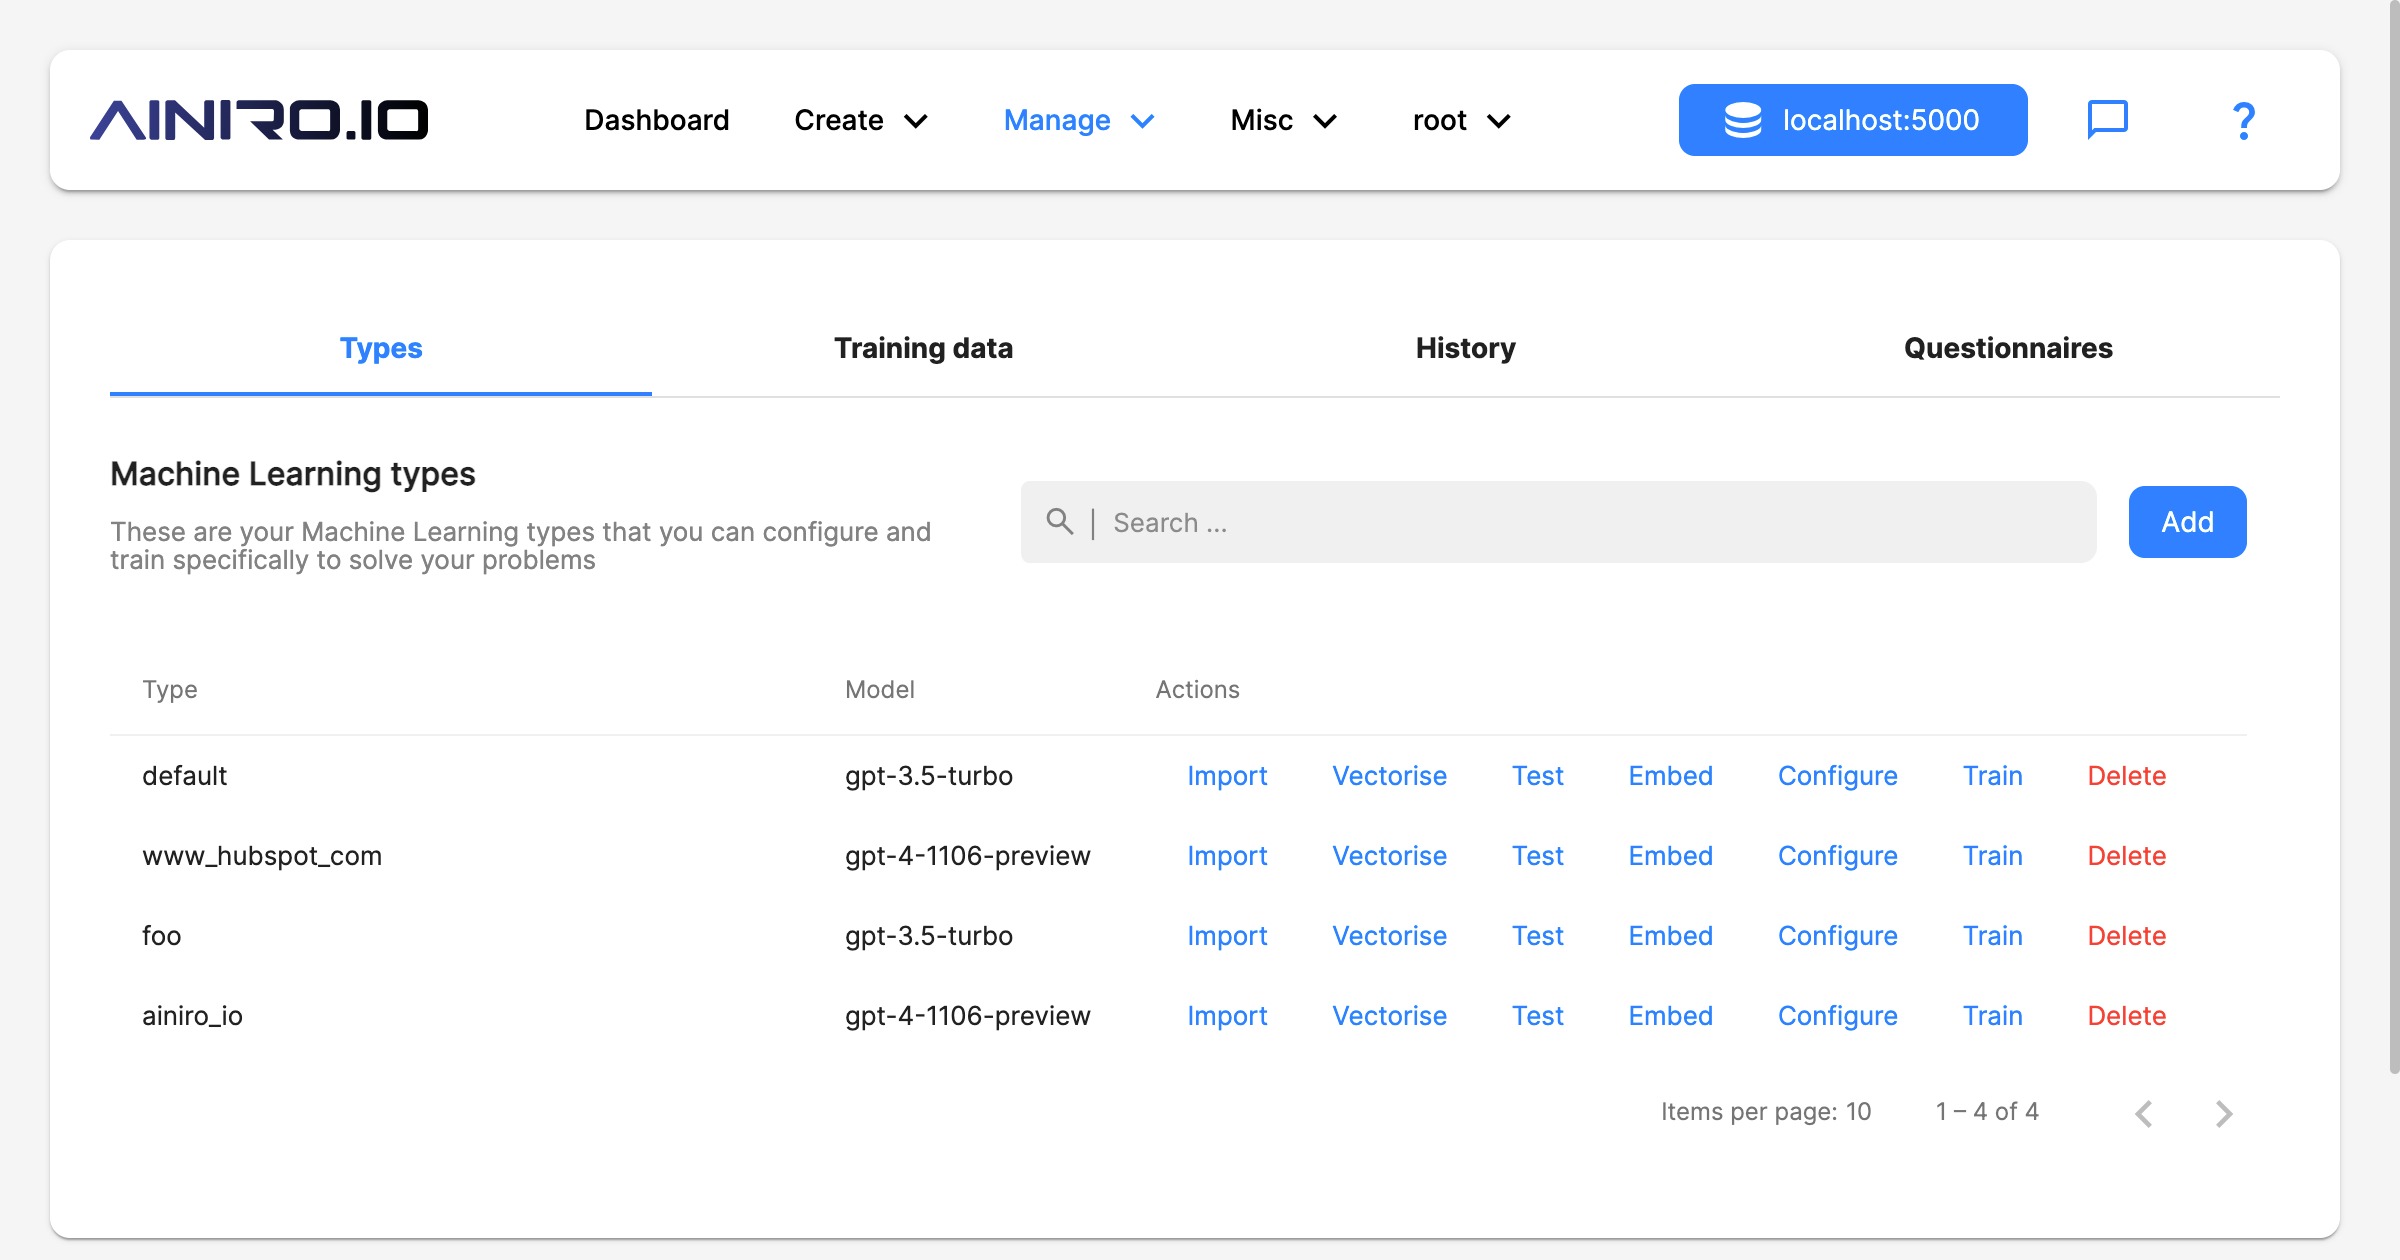 AINIRO.IO Dashboard Create Manage Misc root localhost:5000 ?
Types Training data History Questionnaires
Machine Learning types
These are your Machine Learning types that you can configure and
train specifically to solve your problems
Search ... Add
Type Model Actions
default gpt-3.5-turbo Import Vectorise Test Embed Configure Train Delete
www_hubspot_com gpt-4-1106-preview Import Vectorise Test Embed Configure Train Delete
foo gpt-3.5-turbo Import Vectorise Test Embed Configure Train Delete
ainiro_io gpt-4-1106-preview Import Vectorise Test Embed Configure Train Delete
Items per page: 10 1 – 4 of 4